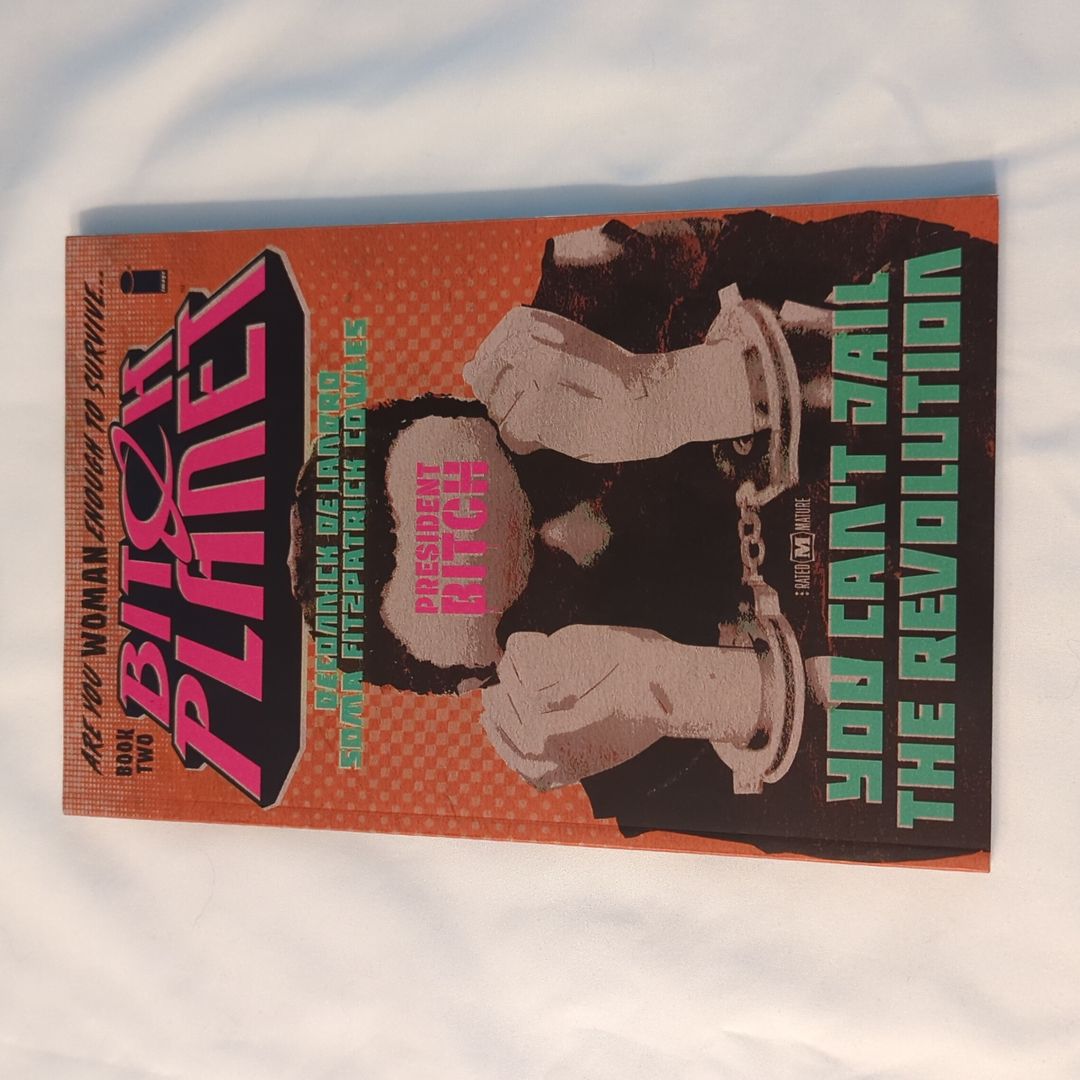 ARE YOU WOMAN ENOUGH TO SURVIVE...
BOOK
TWO
image
BITCH
PLANET
DECONNICK DE LANDRO
SOMA FITZPATRICK COWLES
PRESIDENT
BITCH
: RATED M MATURE
YOU CAN'T JAIL
THE REVOLUTION